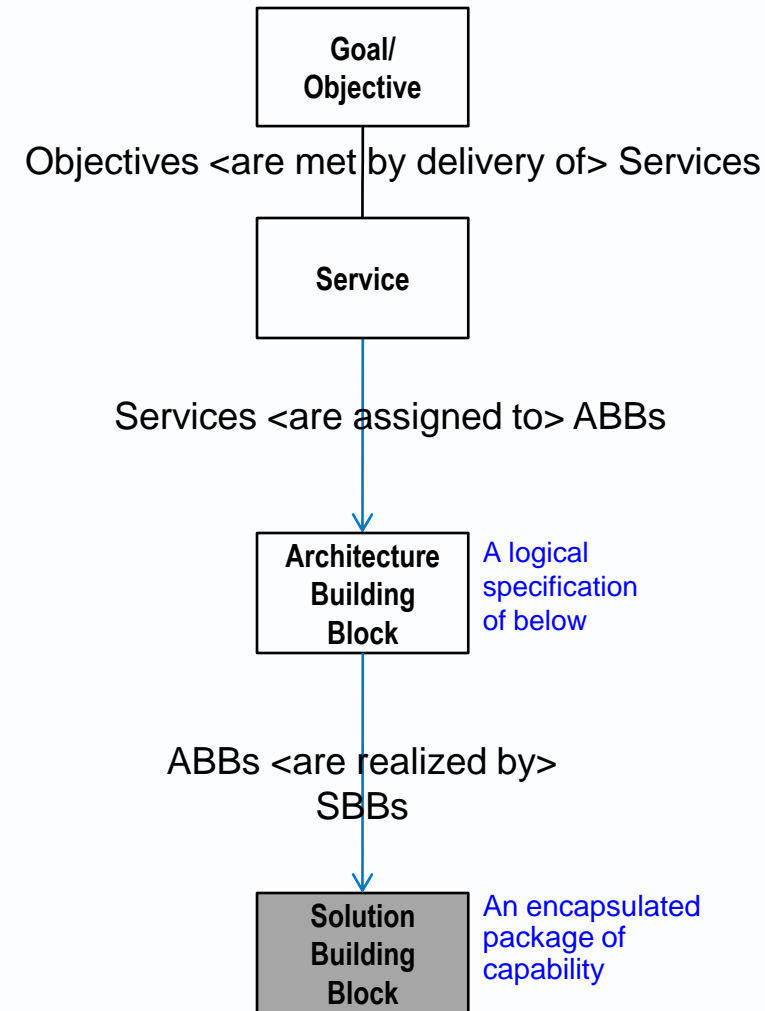 Goal/
Objective
Objectives <are met by delivery of> Services
Service
Services <are assigned to> ABBs
Architecture
Building
Block
A logical
specification
of below
ABBs <are realized by>
SBBs
Solution
Building
Block
An encapsulated
package of
capability